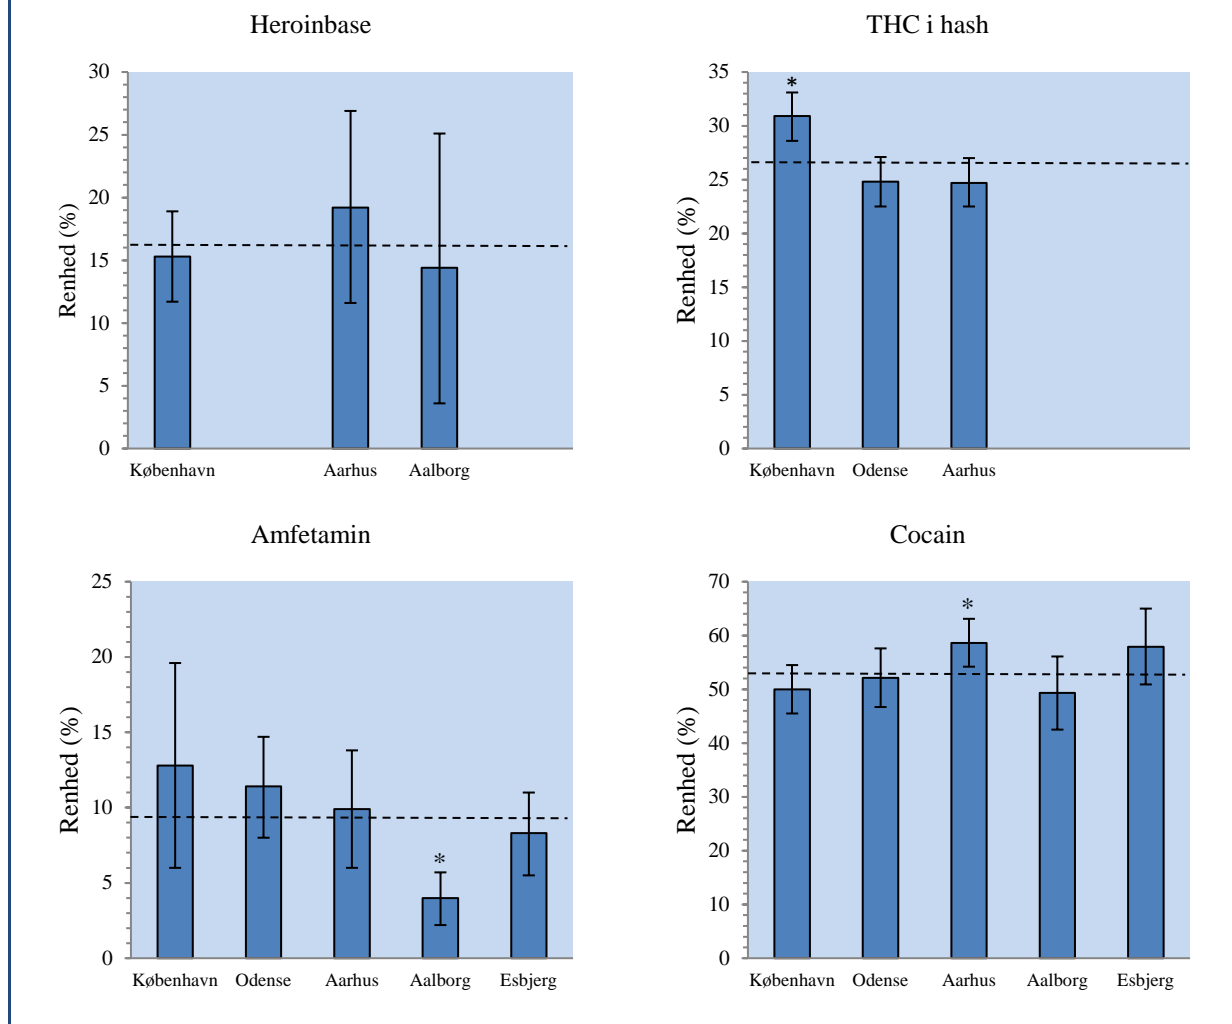 Heroinbase
Renhed (%)
30
25
20
15
10
5
0
København Aarhus Aalborg
THC i hash
Renhed (%)
35
30
25
20
15
10
5
0
*
København Odense Aarhus
Amfetamin
Renhed (%)
25
20
15
10
5
0
*
København Odense Aarhus Aalborg Esbjerg
Cocain
Renhed (%)
70
60
50
40
30
20
10
0
*
København Odense Aarhus Aalborg Esbjerg